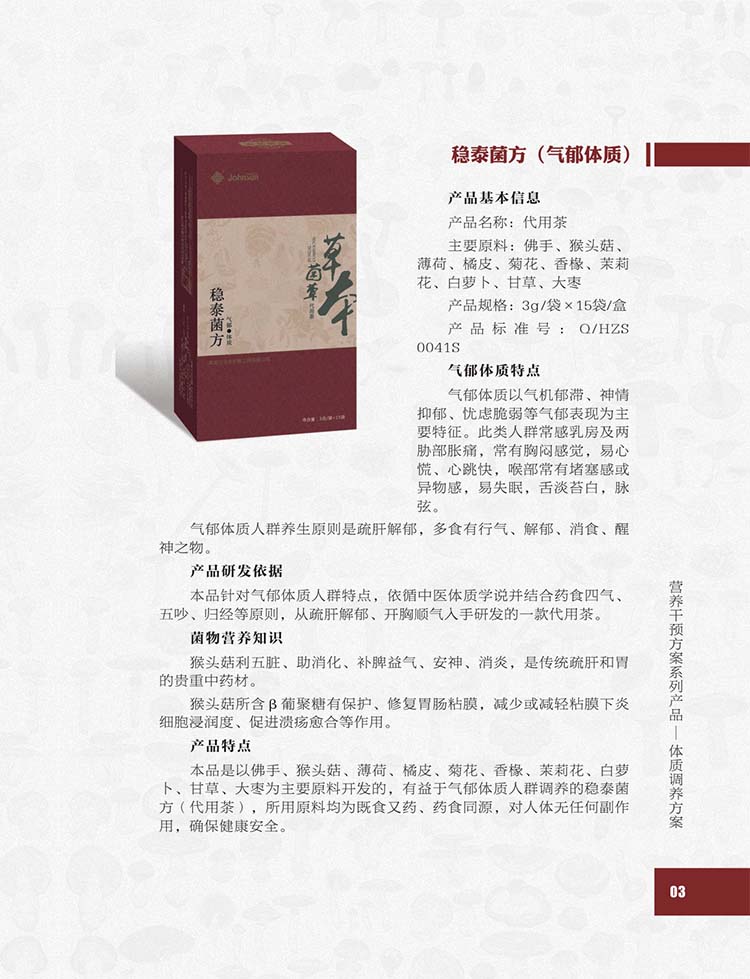 稳泰菌方（气郁体质）
Johnsun
草本
菌草
代用茶
稳泰菌方
气郁●体质
产品基本信息
产品名称：代用茶
主要原料：佛手、猴头菇、
薄荷、橘皮、菊花、香橼、茉莉
花、白萝卜、甘草、大枣
产品规格：3g/袋×15袋/盒
产品标准号：Q/HZS
0041S
气郁体质特点
气郁体质以气机郁滞、神情
抑郁、忧虑脆弱等气郁表现为主
要特征。此类人群常感乳房及两
胁部胀痛，常有胸闷感觉，易心
慌、心跳快，喉部常有堵塞感或
异物感，易失眠，舌淡苔白，脉
弦。
气郁体质人群养生原则是疏肝解郁，多食有行气、解郁、消食、醒
神之物。
产品研发依据
本品针对气郁体质人群特点，依循中医体质学说并结合药食四气、
五吵、归经等原则，从疏肝解郁、开胸顺气入手研发的一款代用茶。
菌物营养知识
猴头菇利五脏、助消化、补脾益气、安神、消炎，是传统疏肝和胃
的贵重中药材。
猴头菇所含 β 葡聚糖有保护、修复胃肠粘膜，减少或减轻粘膜下炎
细胞浸润度、促进溃疡愈合等作用。
产品特点
本品是以佛手、猴头菇、薄荷、橘皮、菊花、香橼、茉莉花、白萝
卜、甘草、大枣为主要原料开发的，有益于气郁体质人群调养的稳泰菌
方（代用茶），所用原料均为既食又药、药食同源，对人体无任何副作
用，确保健康安全。
营养干预方案系列产品—体质调养方案
03